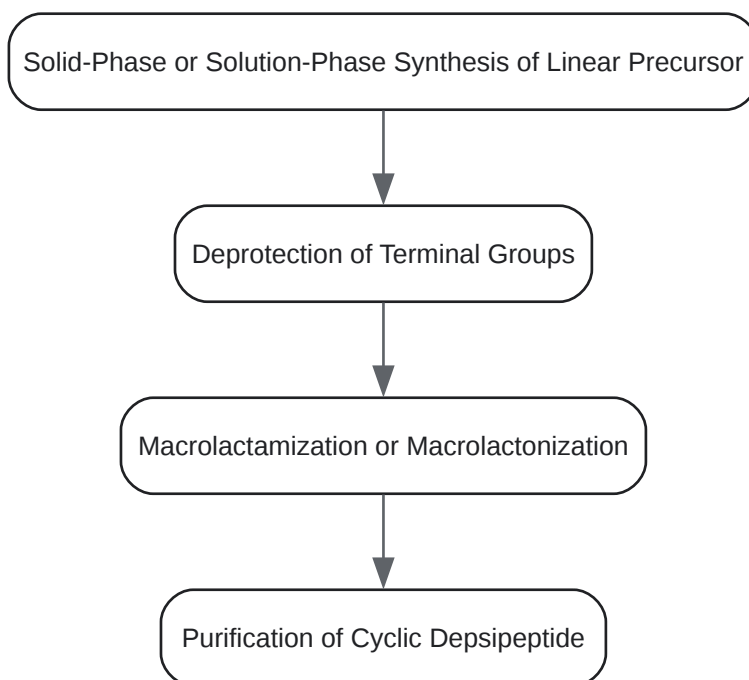 Solid-Phase or Solution-Phase Synthesis of Linear Precursor
Deprotection of Terminal Groups
Macrolactamization or Macrolactonization
Purification of Cyclic Depsipeptide